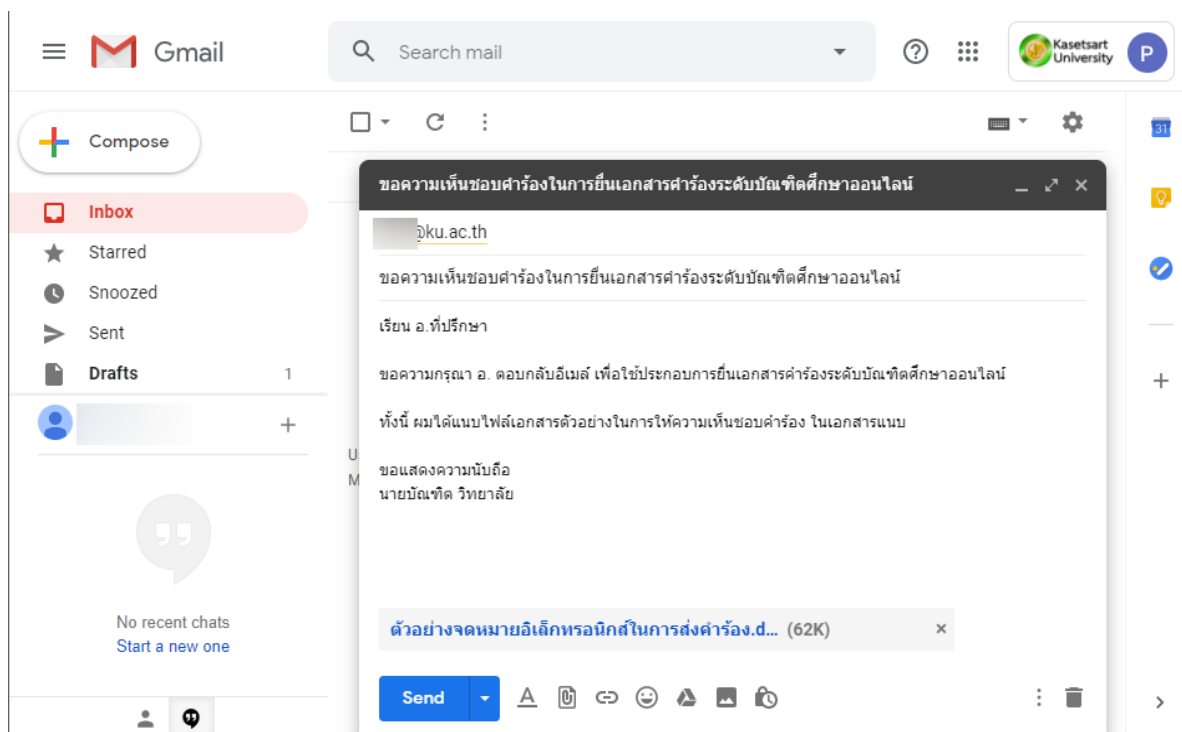 Gmail
Search mail
Kasetsart
University
P
Compose
31
Inbox
Starred
Snoozed
Sent
Drafts 1
No recent chats
Start a new one
U
M
ขอความเห็นชอบคำร้องในการยื่นเอกสารคำร้องระดับบัณฑิตศึกษาออนไลน์
@ku.ac.th
ขอความเห็นชอบคำร้องในการยื่นเอกสารคำร้องระดับบัณฑิตศึกษาออนไลน์
เรียน อ.ที่ปรึกษา
ขอความกรุณา อ. ตอบกลับอีเมล์ เพื่อใช้ประกอบการยื่นเอกสารคำร้องระดับบัณฑิตศึกษาออนไลน์
ทั้งนี้ ผมได้แนบไฟล์เอกสารตัวอย่างในการให้ความเห็นชอบคำร้อง ในเอกสารแนบ
ขอแสดงความนับถือ
นายบัณฑิต วิทยาลัย
ตัวอย่างจดหมายอิเล็กทรอนิกส์ในการส่งคำร้อง.d... (62K)
Send